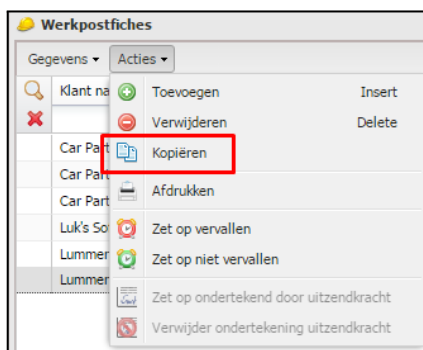 Werkpostfiches
Gegevens Acties
Klant na
Toevoegen Insert
Verwijderen Delete
Car Part
Kopiëren
Car Part
Car Part
Afdrukken
Luk's So
Zet op vervallen
Lummer
Zet op niet vervallen
Lummer
Zet op ondertekend door uitzendkracht
Verwijder ondertekening uitzendkracht